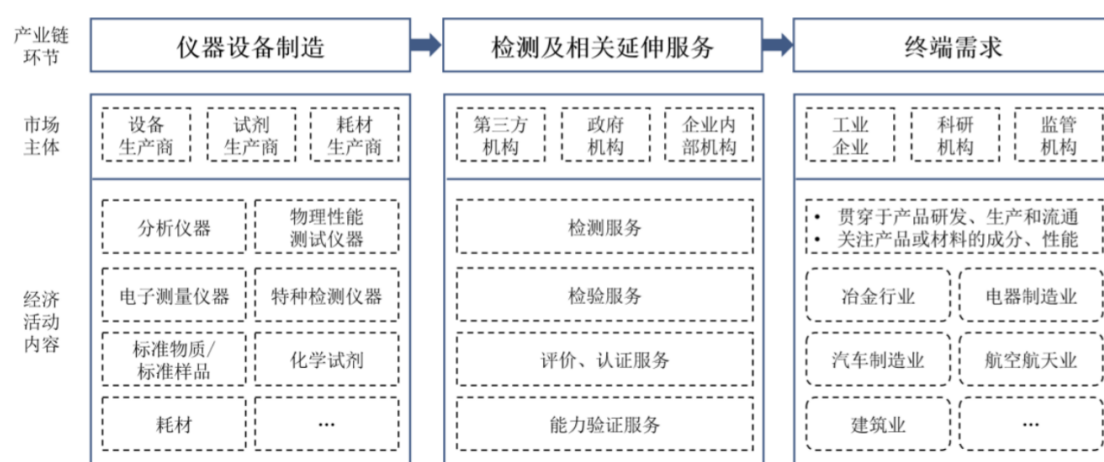 产业链
环节
仪器设备制造
检测及相关延伸服务
终端需求
市场
主体
设备
生产商
试剂
生产商
耗材
生产商
第三方
机构
政府
机构
企业内
部机构
工业
企业
科研
机构
监管
机构
经济
活动
内容
分析仪器
物理性能
测试仪器
电子测量仪器
特种检测仪器
标准物质/
标准样品
化学试剂
耗材
…
检测服务
检验服务
评价、认证服务
能力验证服务
• 贯穿于产品研发、生产和流通
• 关注产品或材料的成分、性能
冶金行业
电器制造业
汽车制造业
航空航天业
建筑业
…